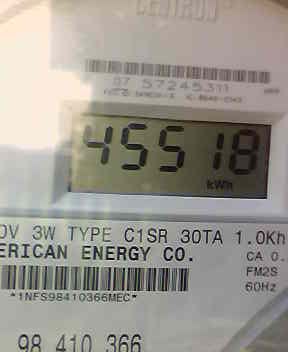 CENTRON
57245311
45518
kWh
0V 3W TYPE C1SR 30TA 1.0Kh
ERICAN ENERGY CO.
CA 0.
FM2S
*1NFS98410366MEC*
60Hz
98 410 366